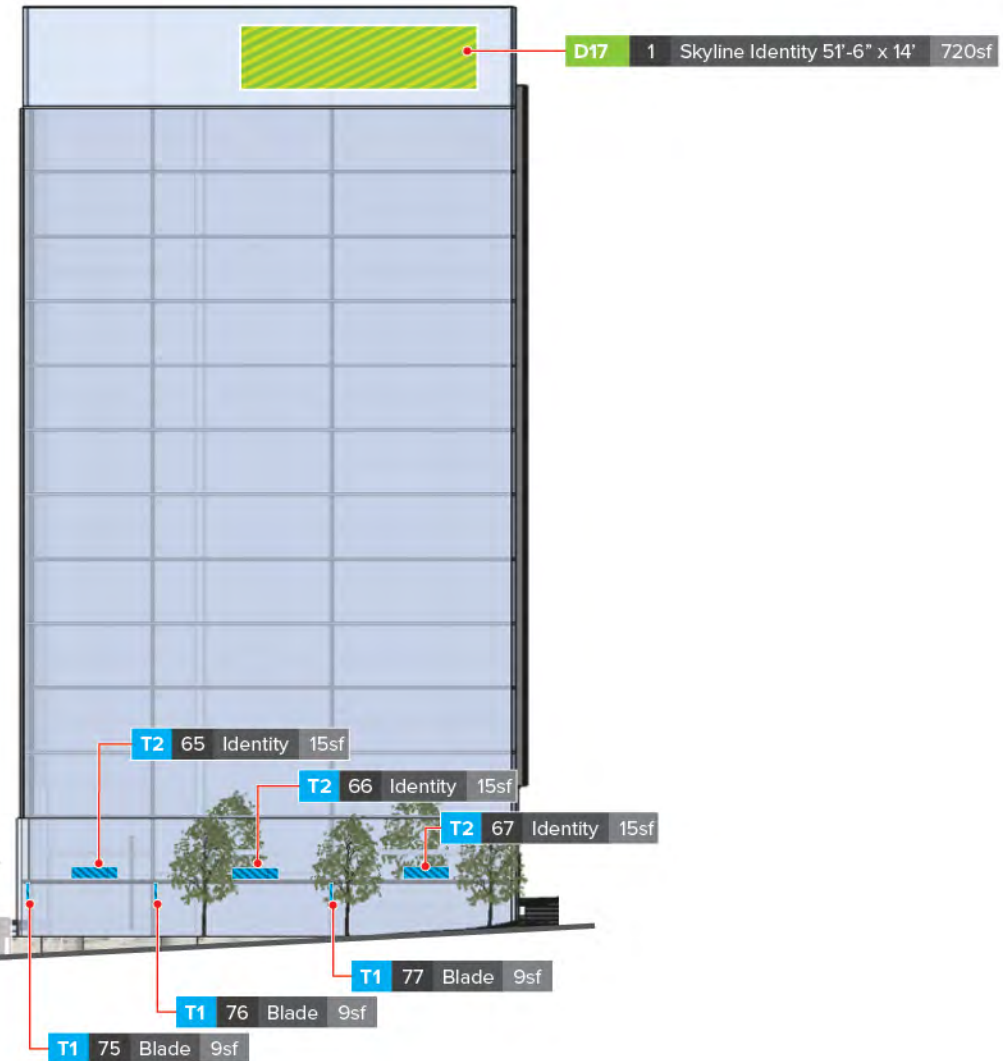 D17 1 Skyline Identity 51'-6" x 14' 720sf
T2 65 Identity 15sf
T2 66 Identity 15sf
T2 67 Identity 15sf
T1 77 Blade 9sf
T1 76 Blade 9sf
T1 75 Blade 9sf